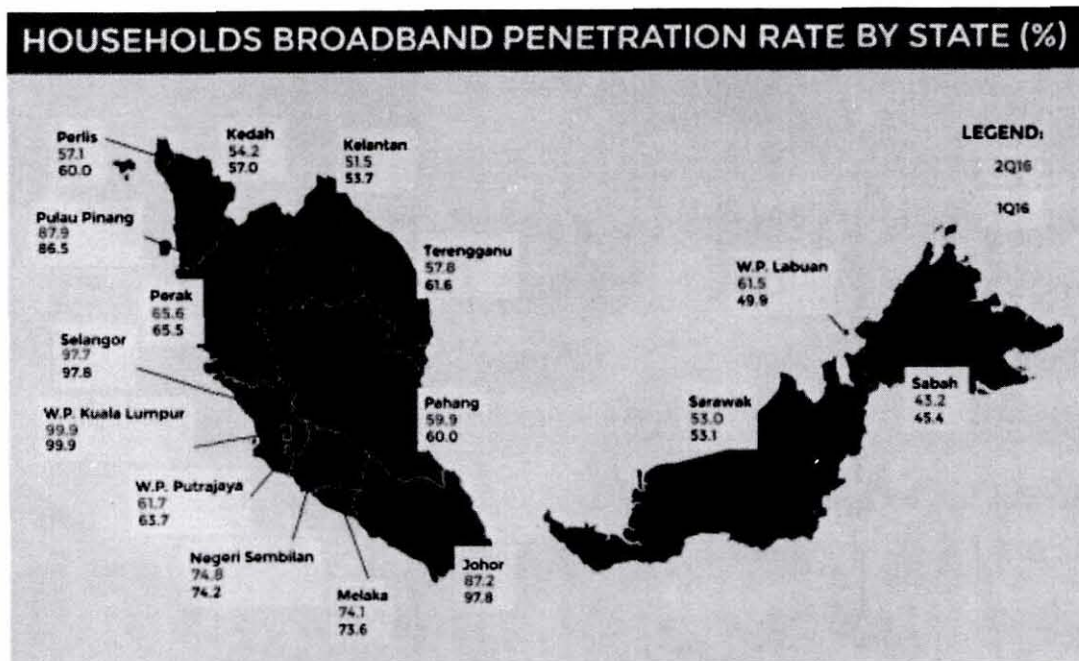 HOUSEHOLDS BROADBAND PENETRATION RATE BY STATE (%)
LEGEND:
2Q16
1Q16
Perlis
57.1
60.0
Kedah
54.2
57.0
Kelantan
51.5
53.7
Pulau Pinang
87.9
86.5
Terengganu
57.8
61.6
W.P. Labuan
61.5
49.9
Perak
65.6
65.5
Selangor
97.7
97.8
Sabah
43.2
45.4
Pahang
59.9
60.0
Sarawak
53.0
53.1
W.P. Kuala Lumpur
99.9
99.9
W.P. Putrajaya
61.7
63.7
Negeri Sembilan
74.8
74.2
Johor
87.2
97.8
Melaka
74.1
73.6